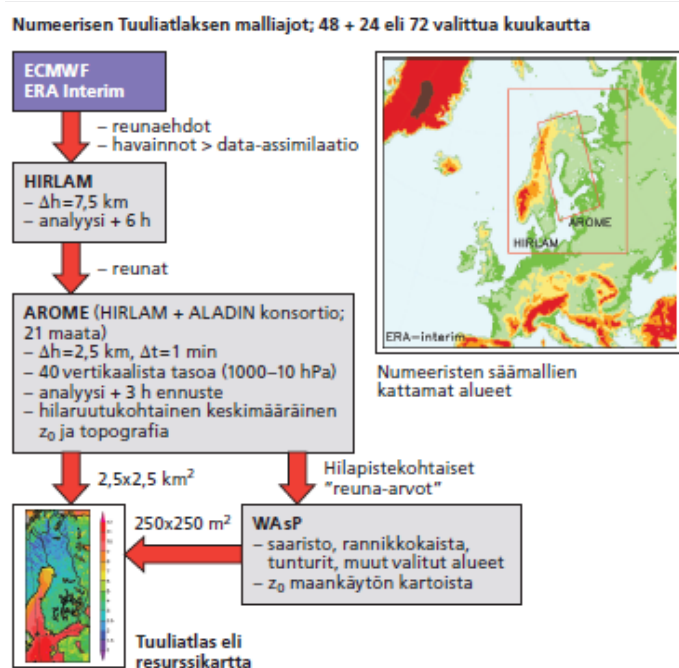 Numeerisen Tuuliatlaksen malliajot; 48 + 24 eli 72 valittua kuukautta
ECMWF
ERA Interim
– reunaehdot
– havainnot > data-assimilaatio
HIRLAM
– Δh=7,5 km
– analyysi + 6 h
– reunat
AROME (HIRLAM + ALADIN konsortio;
21 maata)
– Δh=2,5 km, Δt=1 min
– 40 vertikaalista tasoa (1000–10 hPa)
– analyysi + 3 h ennuste
– hilaruutukohtainen keskimääräinen
z₀ ja topografia
AROME
HIRLAM
ERA-interim
Numeeristen säämallien
kattamat alueet
2,5x2,5 km²
Hilapistekohtaiset
"reuna-arvot"
250x250 m²
WAsP
– saaristo, rannikkokaista,
tunturit, muut valitut alueet
– z₀ maankäytön kartoista
Tuuliatlas eli
resurssikartta